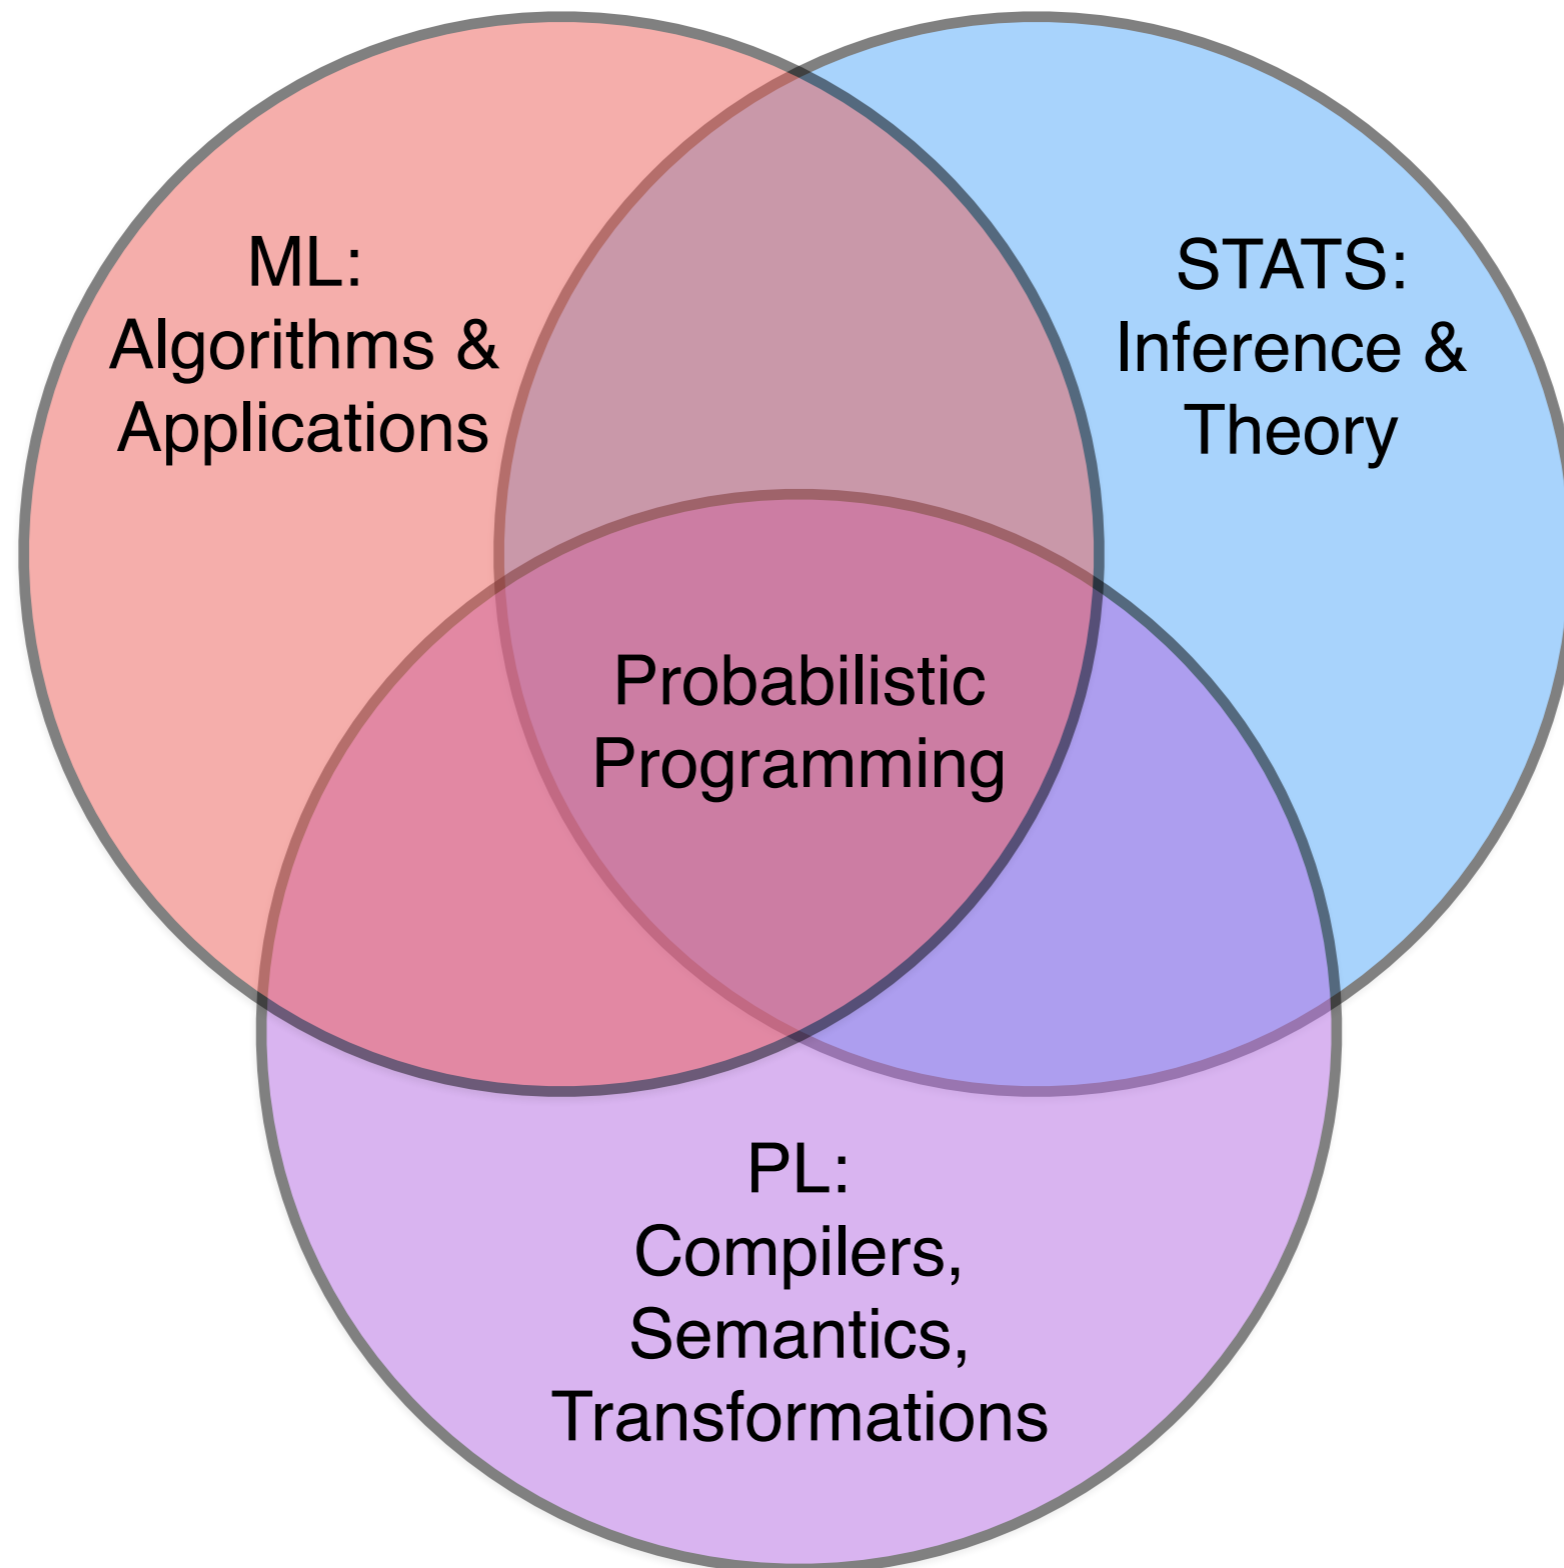 ML:
Algorithms &
Applications
STATS:
Inference &
Theory
Probabilistic
Programming
PL:
Compilers,
Semantics,
Transformations